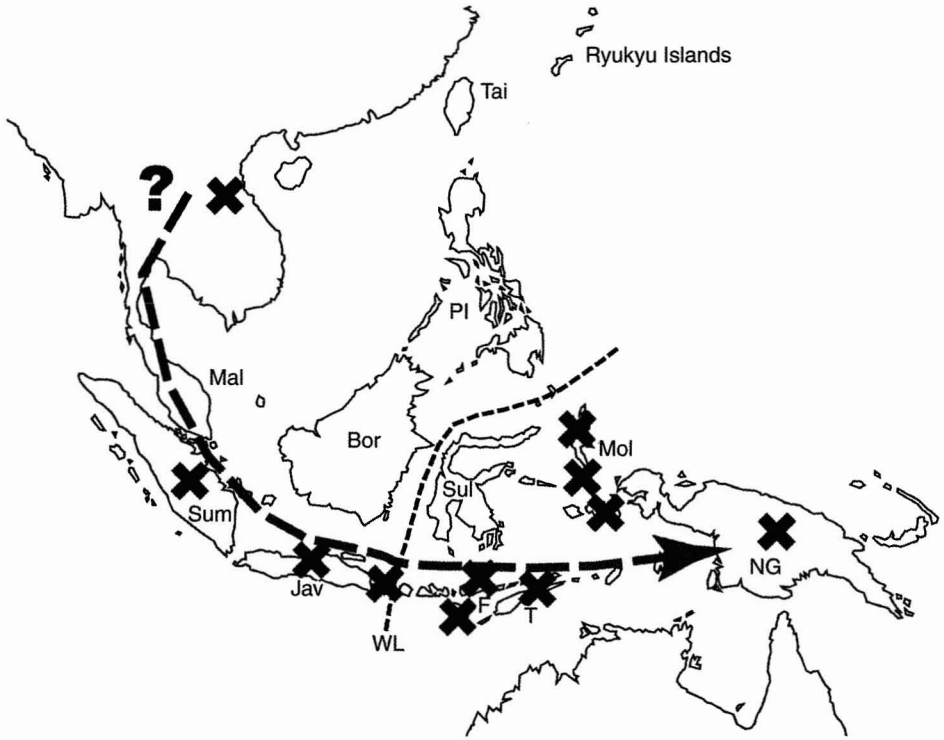 Ryukyu Islands
Tai
?
PI
Mal
Bor
Mol
Sul
Sum
NG
Jav
F
T
WL